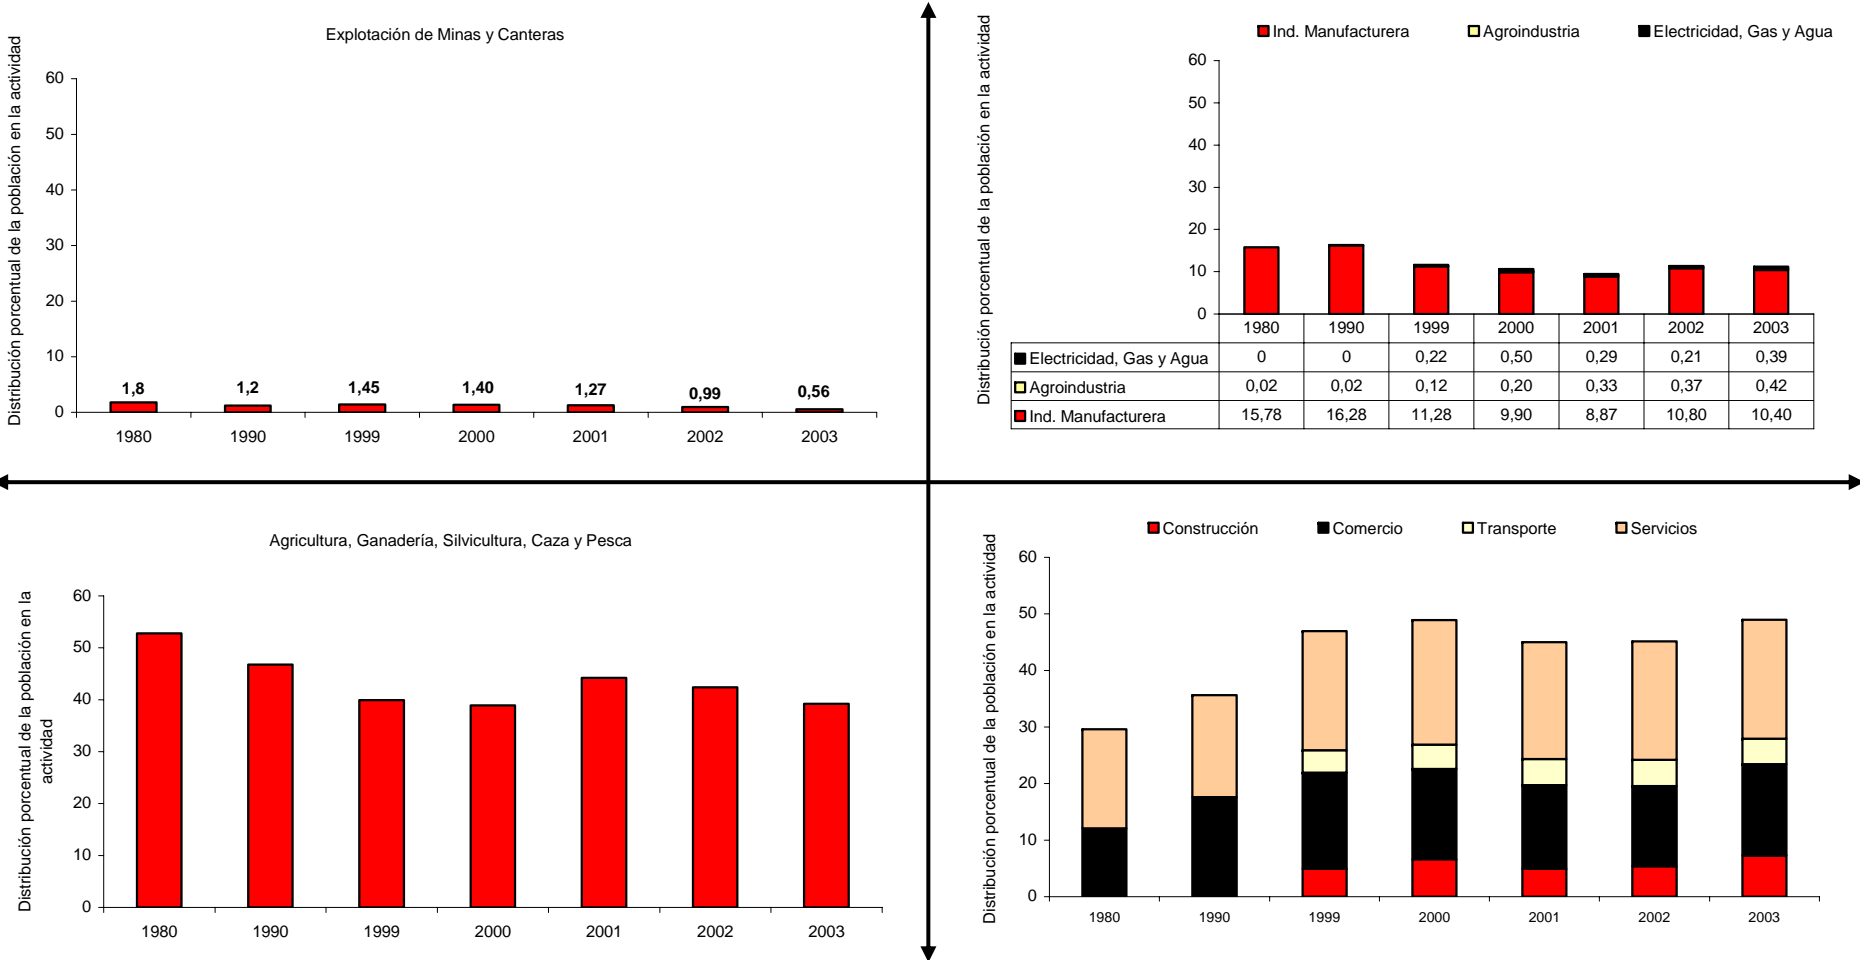 Explotación de Minas y Canteras
Distribución porcentual de la población en la actividad
60
50
40
30
20
10
0
1,8 1,2 1,45 1,40 1,27 0,99 0,56
1980 1990 1999 2000 2001 2002 2003
Ind. Manufacturera Agroindustria Electricidad, Gas y Agua
Distribución porcentual de la población en la actividad
60
50
40
30
20
10
0
1980 1990 1999 2000 2001 2002 2003
Electricidad, Gas y Agua 0 0 0,22 0,50 0,29 0,21 0,39
Agroindustria 0,02 0,02 0,12 0,20 0,33 0,37 0,42
Ind. Manufacturera 15,78 16,28 11,28 9,90 8,87 10,80 10,40
Agricultura, Ganadería, Silvicultura, Caza y Pesca
Distribución porcentual de la población en la
actividad
60
50
40
30
20
10
0
1980 1990 1999 2000 2001 2002 2003
Construcción Comercio Transporte Servicios
Distribución porcentual de la población en la actividad
60
50
40
30
20
10
0
1980 1990 1999 2000 2001 2002 2003